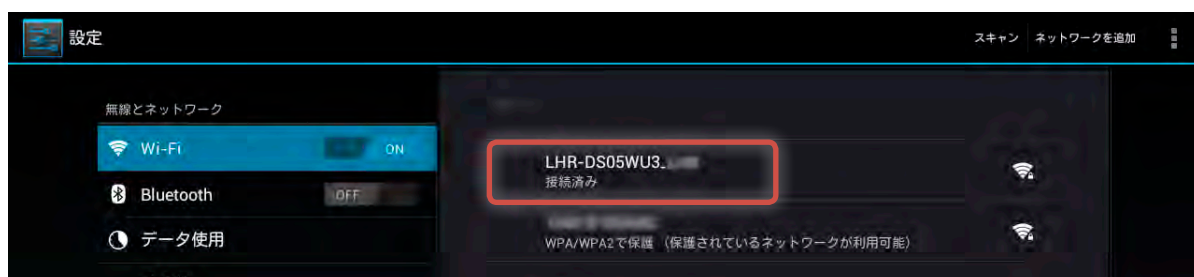 設定
スキャン ネットワークを追加
無線とネットワーク
Wi-Fi ON
Bluetooth OFF
データ使用
LHR-DS05WU3_
接続済み
WPA/WPA2で保護 （保護されているネットワークが利用可能）